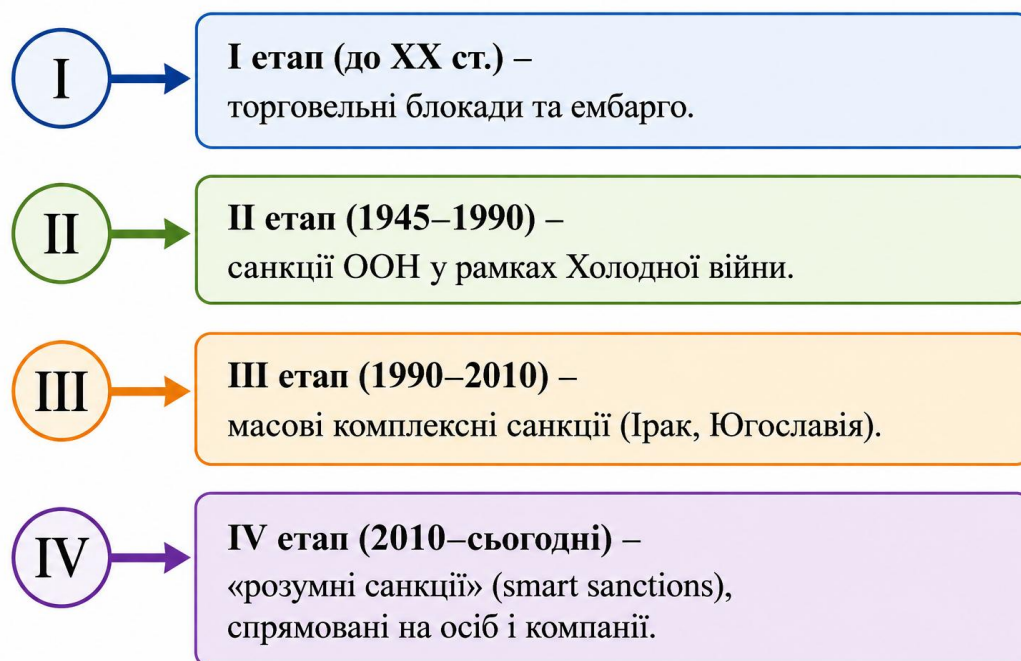 I
I етап (до XX ст.) –
торговельні блокади та ембарго.
II
II етап (1945–1990) –
санкції ООН у рамках Холодної війни.
III
III етап (1990–2010) –
масові комплексні санкції (Ірак, Югославія).
IV
IV етап (2010–сьогодні) –
«розумні санкції» (smart sanctions),
спрямовані на осіб і компанії.